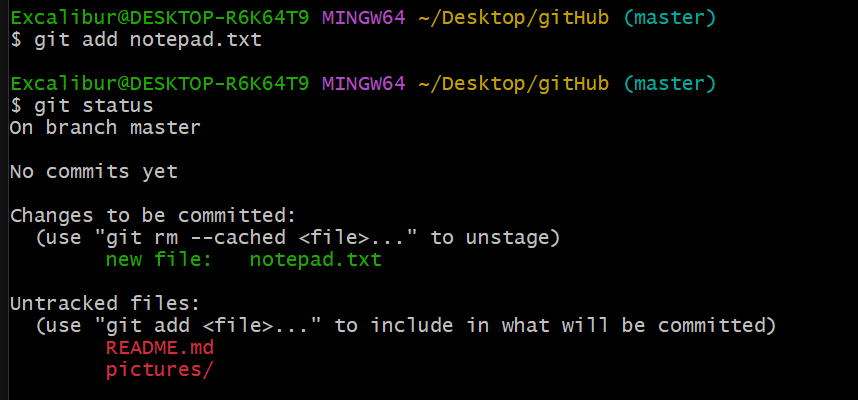 Excalibur@DESKTOP-R6K64T9 MINGW64 ~/Desktop/gitHub (master)
$ git add notepad.txt
Excalibur@DESKTOP-R6K64T9 MINGW64 ~/Desktop/gitHub (master)
$ git status
On branch master
No commits yet
Changes to be committed:
  (use "git rm --cached <file>..." to unstage)
        new file:   notepad.txt
Untracked files:
  (use "git add <file>..." to include in what will be committed)
        README.md
        pictures/